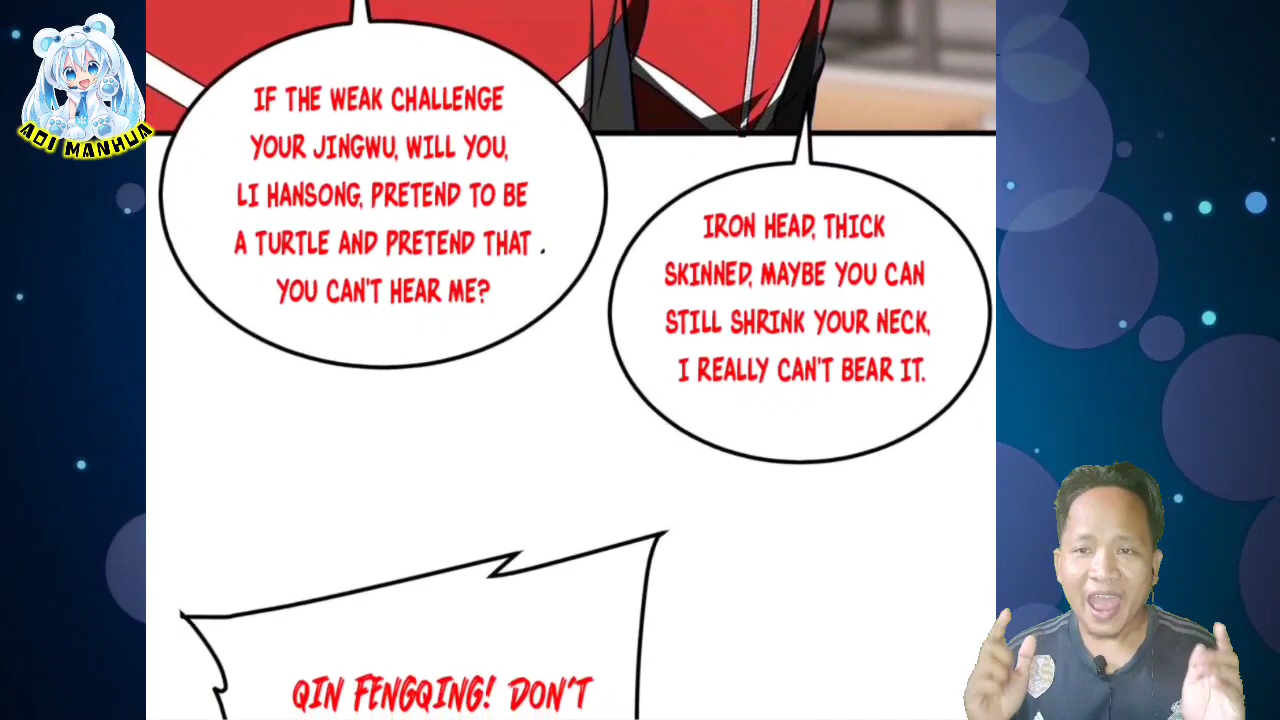 AOI MANHUA
IF THE WEAK CHALLENGE
YOUR JINGWU, WILL YOU,
LI HANSONG, PRETEND TO BE
A TURTLE AND PRETEND THAT .
YOU CAN'T HEAR ME?
IRON HEAD, THICK
SKINNED, MAYBE YOU CAN
STILL SHRINK YOUR NECK,
I REALLY CAN'T BEAR IT.
QIN FENGQING! DON'T